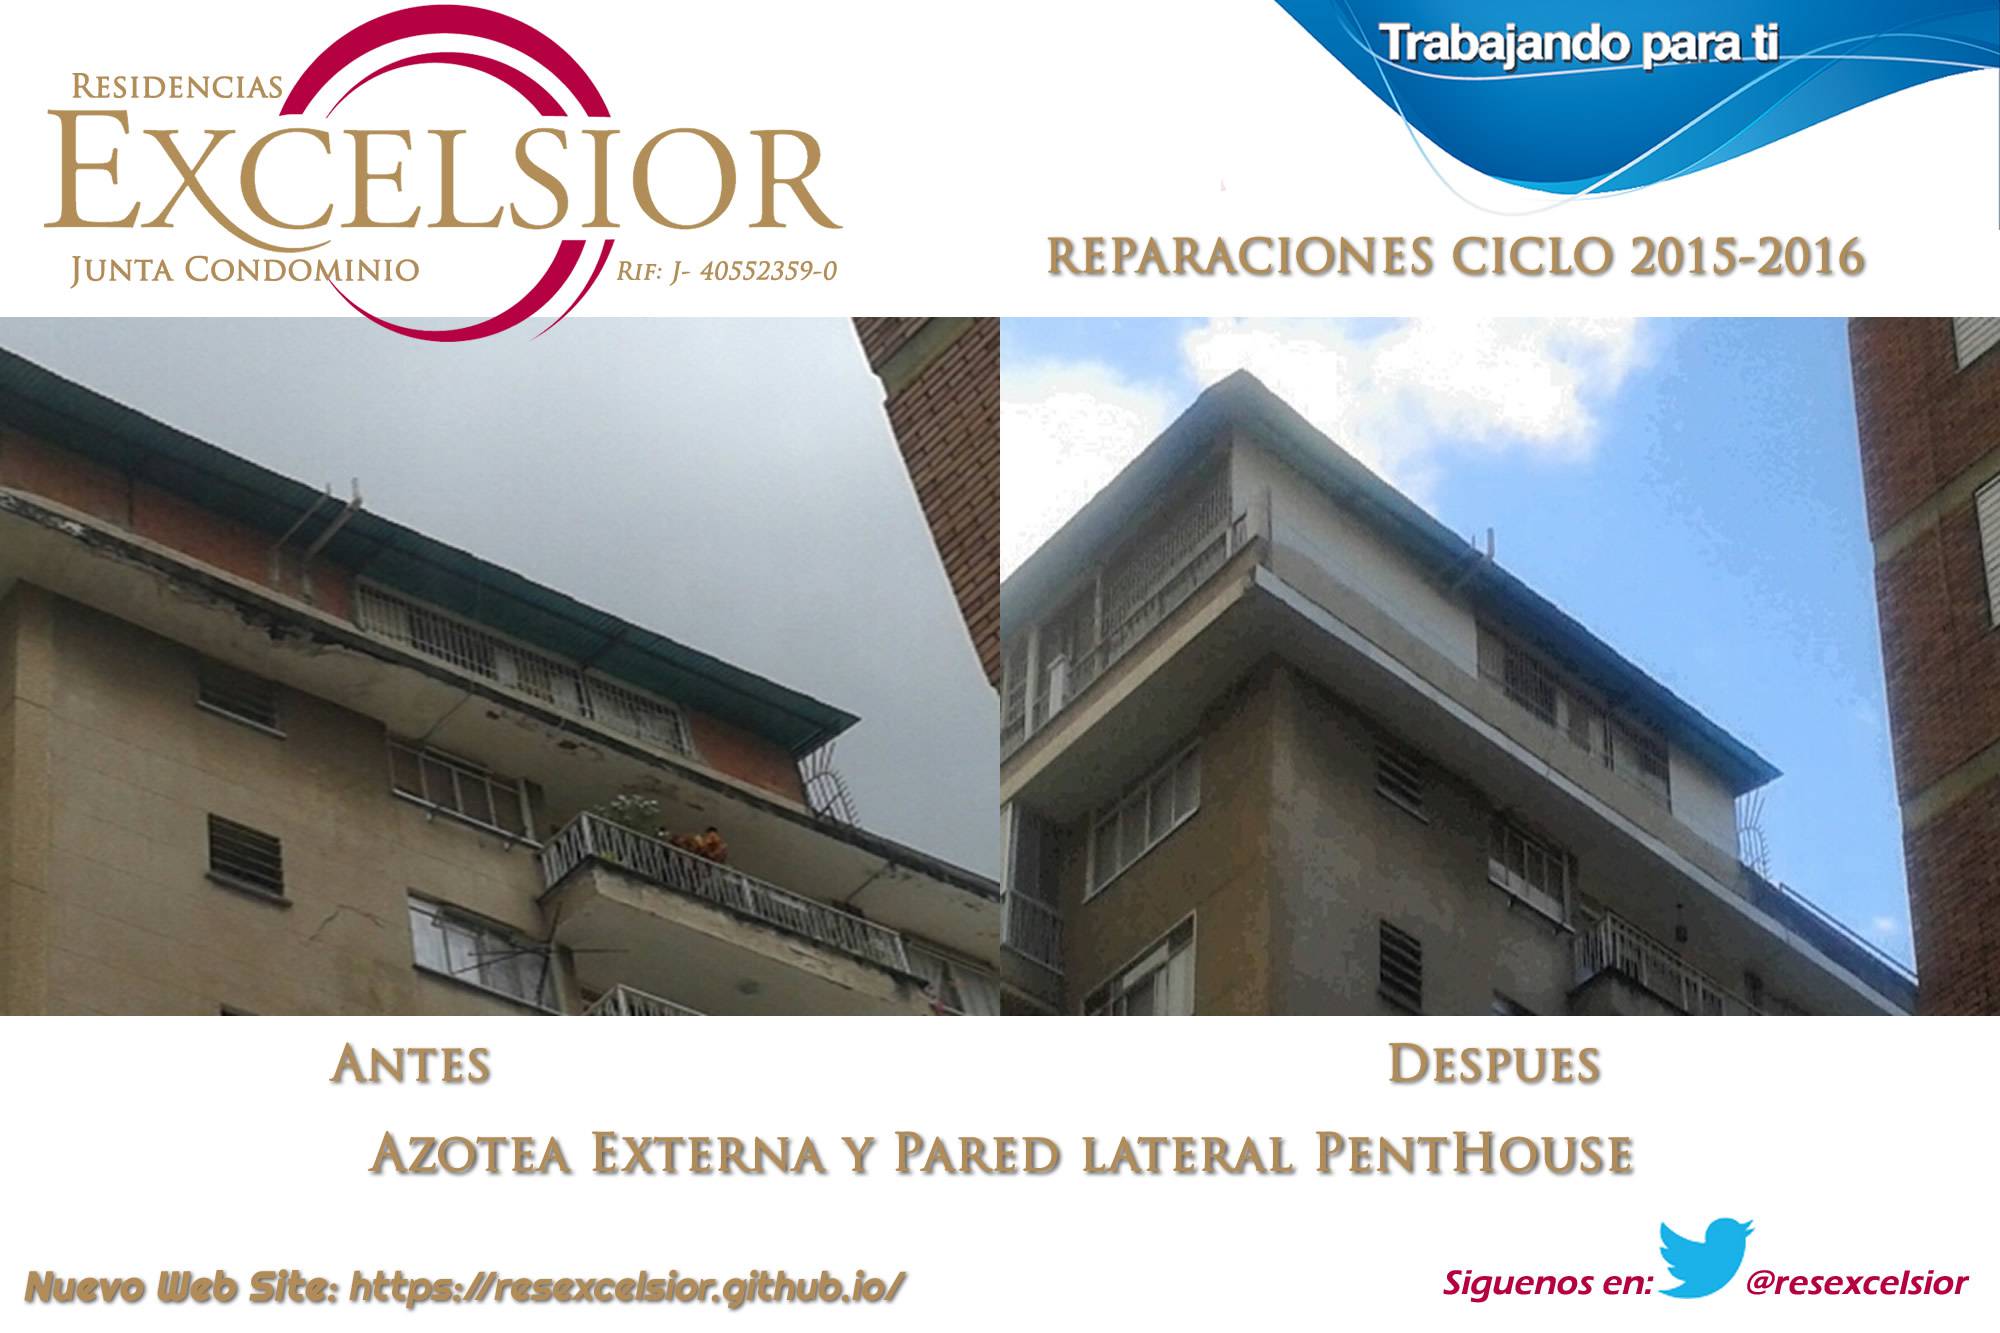 Trabajando para ti
Residencias
Excelsior
Junta Condominio
Rif: J- 40552359-0
REPARACIONES CICLO 2015-2016
Antes
Despues
Azotea Externa y Pared lateral PentHouse
Nuevo Web Site: https://resexcelsior.github.io/
Siguenos en: @resexcelsior